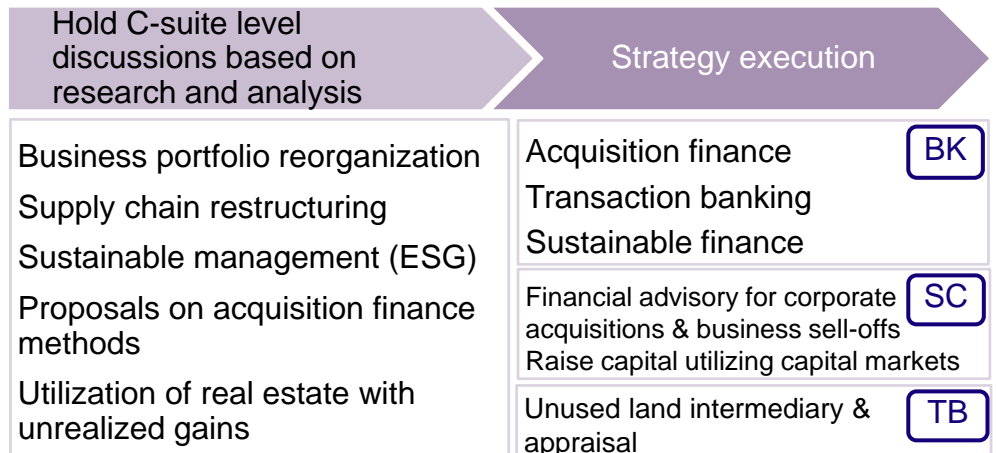 Hold C-suite level
discussions based on
research and analysis
Strategy execution
Business portfolio reorganization
Supply chain restructuring
Sustainable management (ESG)
Proposals on acquisition finance
methods
Utilization of real estate with
unrealized gains
Acquisition finance
BK
Transaction banking
Sustainable finance
Financial advisory for corporate
SC
acquisitions & business sell-offs
Raise capital utilizing capital markets
Unused land intermediary &
TB
appraisal